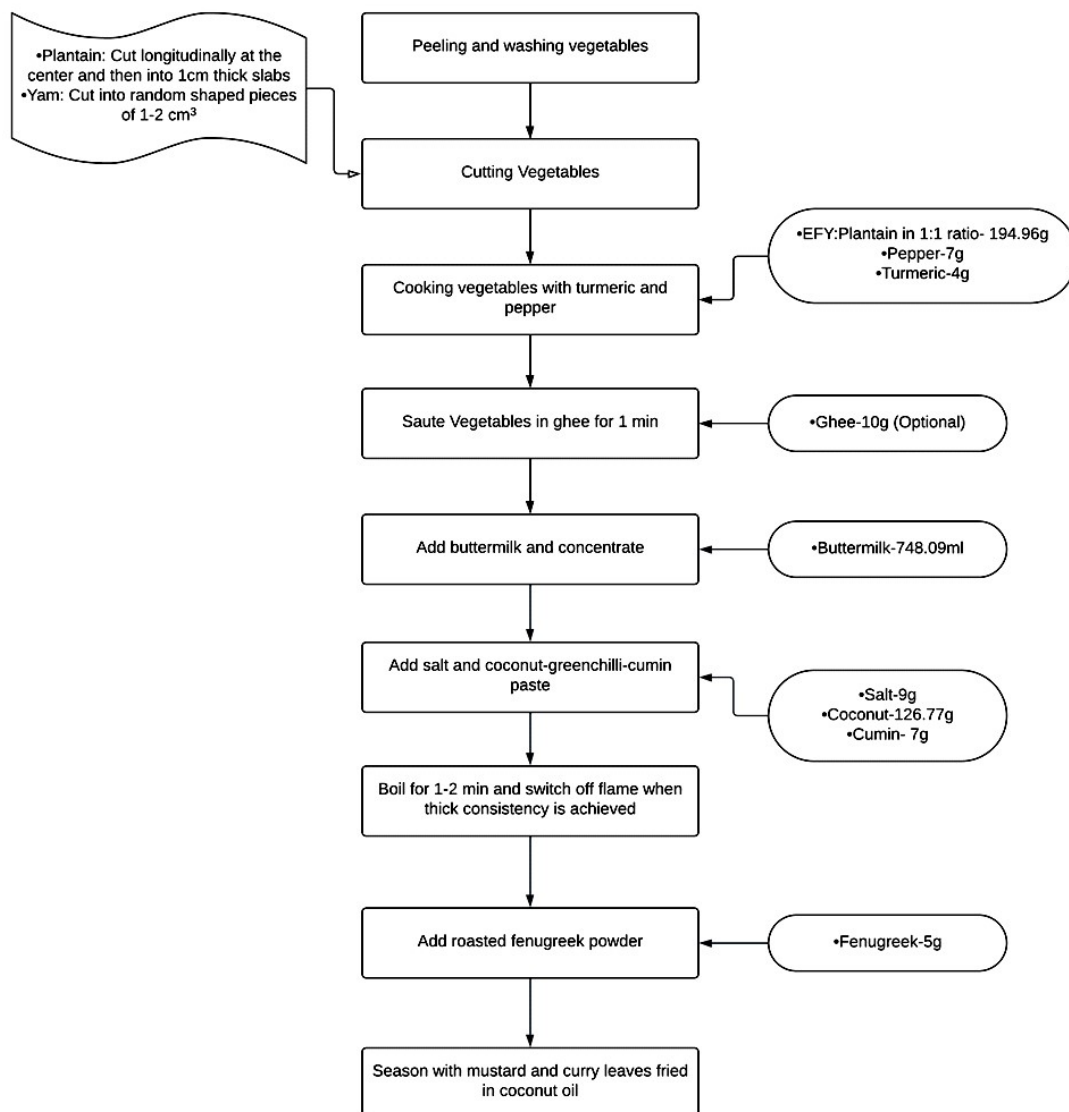 Peeling and washing vegetables
•Plantain: Cut longitudinally at the
center and then into 1cm thick slabs
•Yam: Cut into random shaped pieces
of 1-2 cm³
Cutting Vegetables
•EFY:Plantain in 1:1 ratio- 194.96g
•Pepper-7g
•Turmeric-4g
Cooking vegetables with turmeric and
pepper
Saute Vegetables in ghee for 1 min
•Ghee-10g (Optional)
Add buttermilk and concentrate
•Buttermilk-748.09ml
Add salt and coconut-greenchilli-cumin
paste
•Salt-9g
•Coconut-126.77g
•Cumin- 7g
Boil for 1-2 min and switch off flame when
thick consistency is achieved
Add roasted fenugreek powder
•Fenugreek-5g
Season with mustard and curry leaves fried
in coconut oil